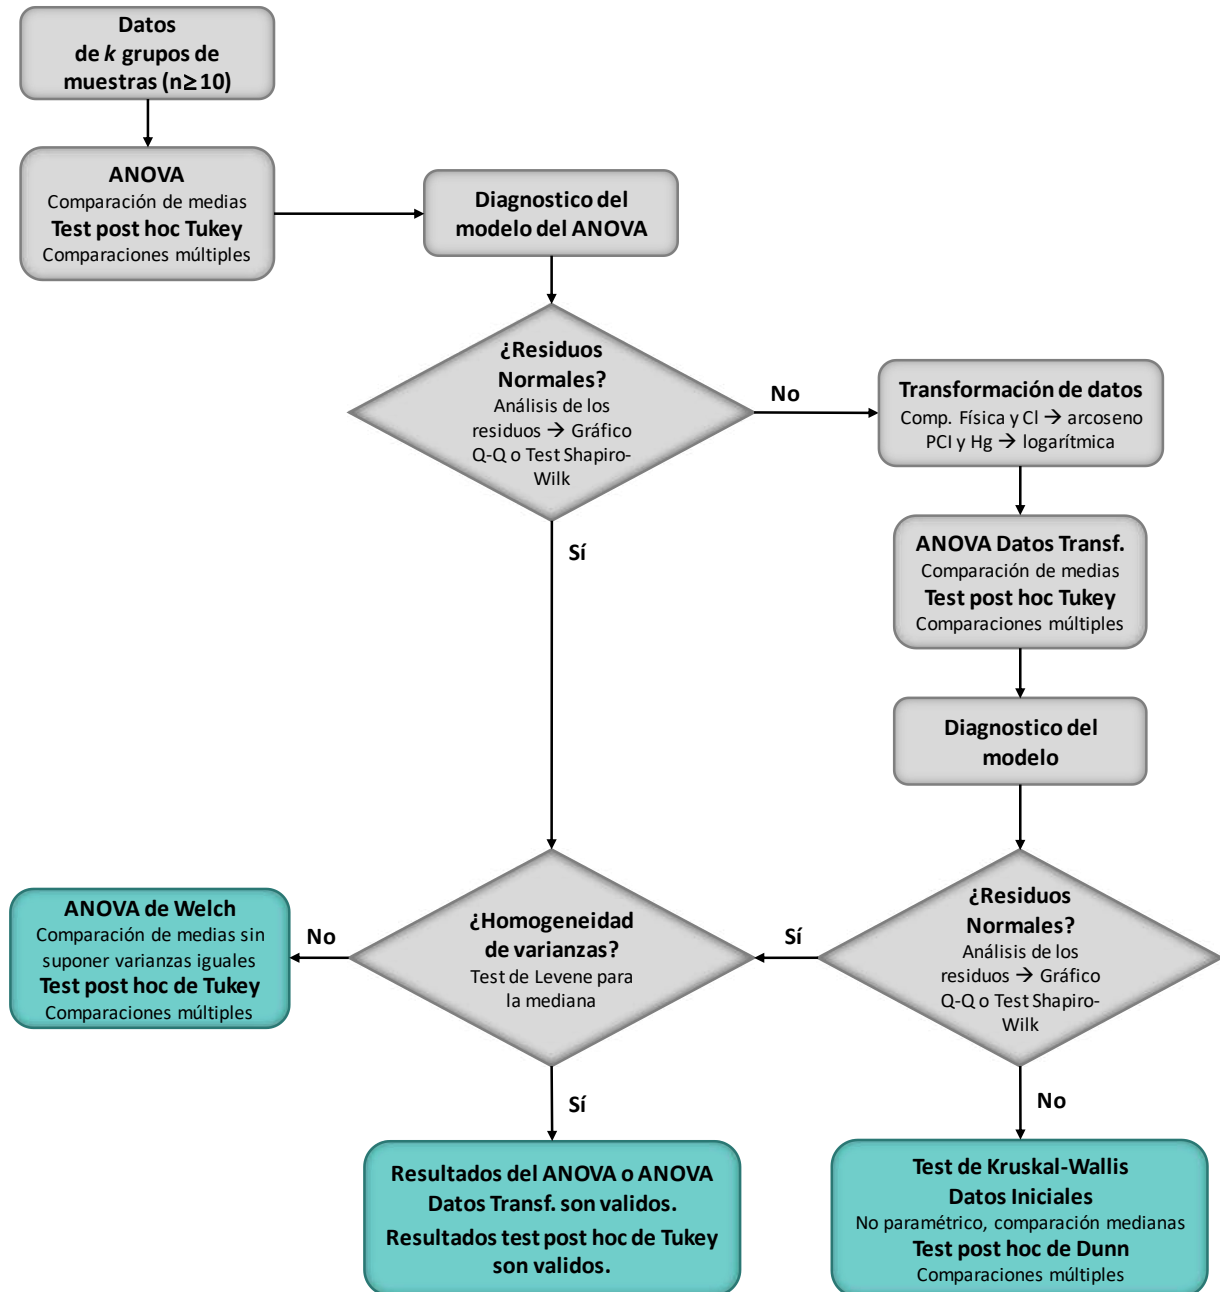 Datos
de k grupos de
muestras (n≥10)
ANOVA
Comparación de medias
Test post hoc Tukey
Comparaciones múltiples
Diagnostico del
modelo del ANOVA
¿Residuos
Normales?
Análisis de los
residuos → Gráfico
Q-Q o Test Shapiro-
Wilk
No
Transformación de datos
Comp. Física y Cl → arcoseno
PCI y Hg → logarítmica
Sí
ANOVA Datos Transf.
Comparación de medias
Test post hoc Tukey
Comparaciones múltiples
Diagnostico del
modelo
¿Residuos
Normales?
Análisis de los
residuos → Gráfico
Q-Q o Test Shapiro-
Wilk
Sí
¿Homogeneidad
de varianzas?
Test de Levene para
la mediana
No
ANOVA de Welch
Comparación de medias sin
suponer varianzas iguales
Test post hoc de Tukey
Comparaciones múltiples
Sí
No
Resultados del ANOVA o ANOVA
Datos Transf. son validos.
Resultados test post hoc de Tukey
son validos.
Test de Kruskal-Wallis
Datos Iniciales
No paramétrico, comparación medianas
Test post hoc de Dunn
Comparaciones múltiples